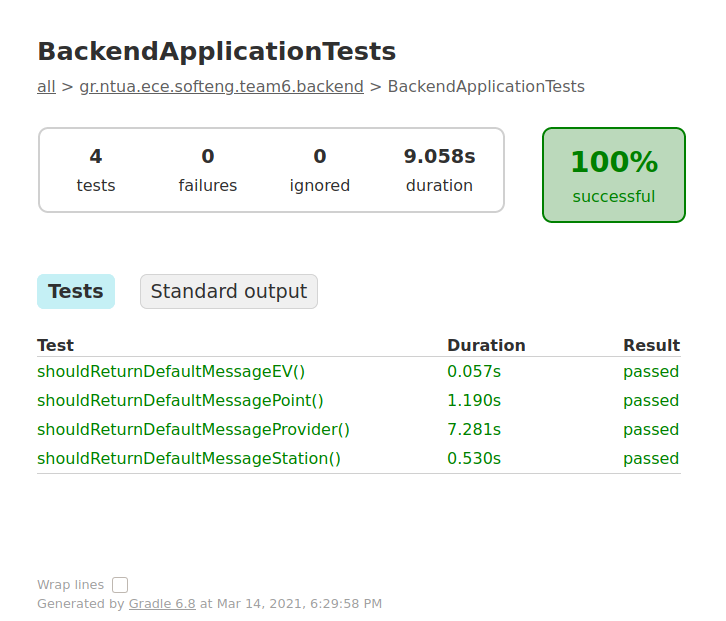 BackendApplicationTests
all > gr.ntua.ece.softeng.team6.backend > BackendApplicationTests
4 0 0 9.058s
tests failures ignored duration
100%
successful
Tests Standard output
Test Duration Result
shouldReturnDefaultMessageEV() 0.057s passed
shouldReturnDefaultMessagePoint() 1.190s passed
shouldReturnDefaultMessageProvider() 7.281s passed
shouldReturnDefaultMessageStation() 0.530s passed
Wrap lines
Generated by Gradle 6.8 at Mar 14, 2021, 6:29:58 PM